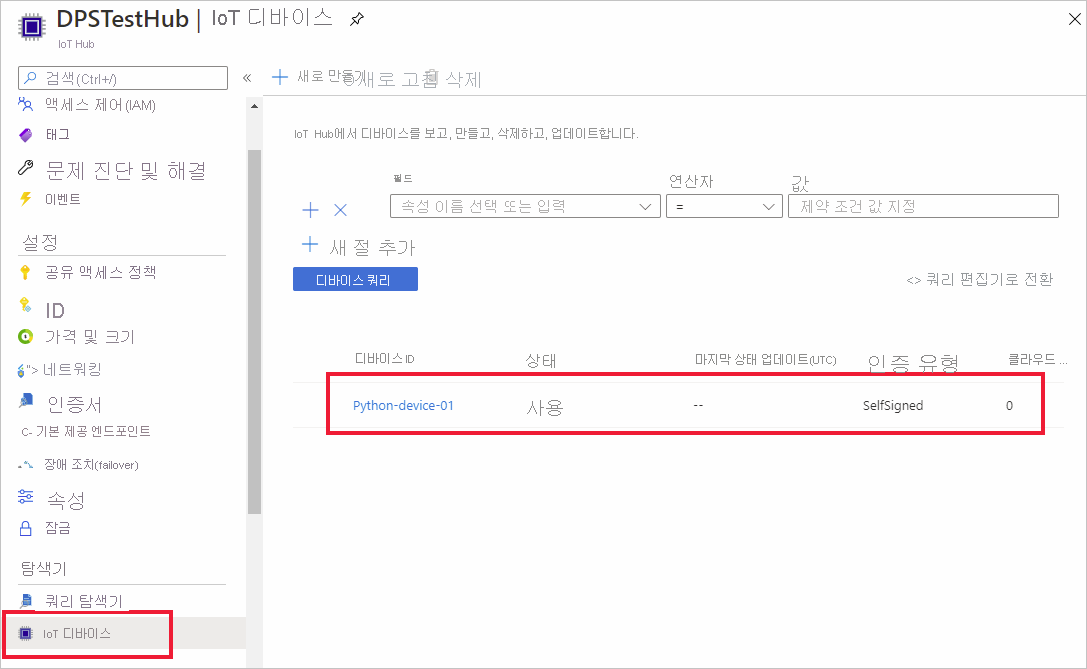 DPSTestHub | IoT 디바이스
IoT Hub
검색(Ctrl+/)
«
액세스 제어(IAM)
태그
문제 진단 및 해결
이벤트
설정
공유 액세스 정책
ID
가격 및 크기
"> 네트워킹
인증서
C- 기본 제공 엔드포인트
장애 조치(failover)
속성
잠금
탐색기
쿼리 탐색기
IoT 디바이스
+ 새로 만들기 새로 고침 삭제
IoT Hub에서 디바이스를 보고, 만들고, 삭제하고, 업데이트합니다.
필드 연산자 값
속성 이름 선택 또는 입력 = 제약 조건 값 지정
+ 새 절 추가
디바이스 쿼리 <> 쿼리 편집기로 전환
디바이스 ID 상태 마지막 상태 업데이트(UTC) 인증 유형 클라우드 ...
Python-device-01 사용 -- SelfSigned 0